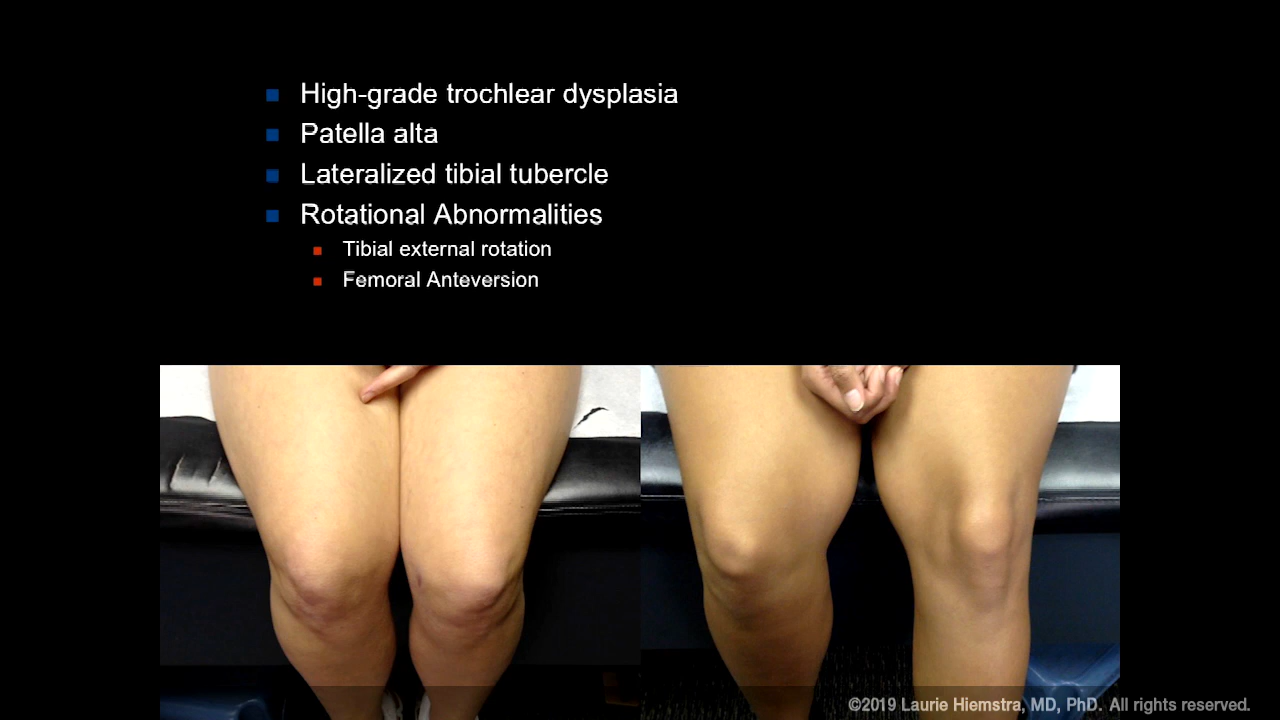 High-grade trochlear dysplasia
Patella alta
Lateralized tibial tubercle
Rotational Abnormalities
Tibial external rotation
Femoral Anteversion
©2019 Laurie Hiemstra, MD, PhD. All rights reserved.